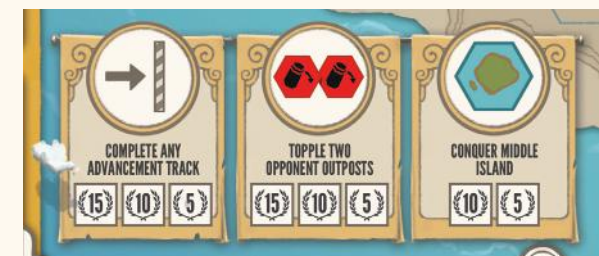 COMPLETE ANY
ADVANCEMENT TRACK
15 10 5
TOPPLE TWO
OPPONENT OUTPOSTS
15 10 5
CONQUER MIDDLE
ISLAND
10 5